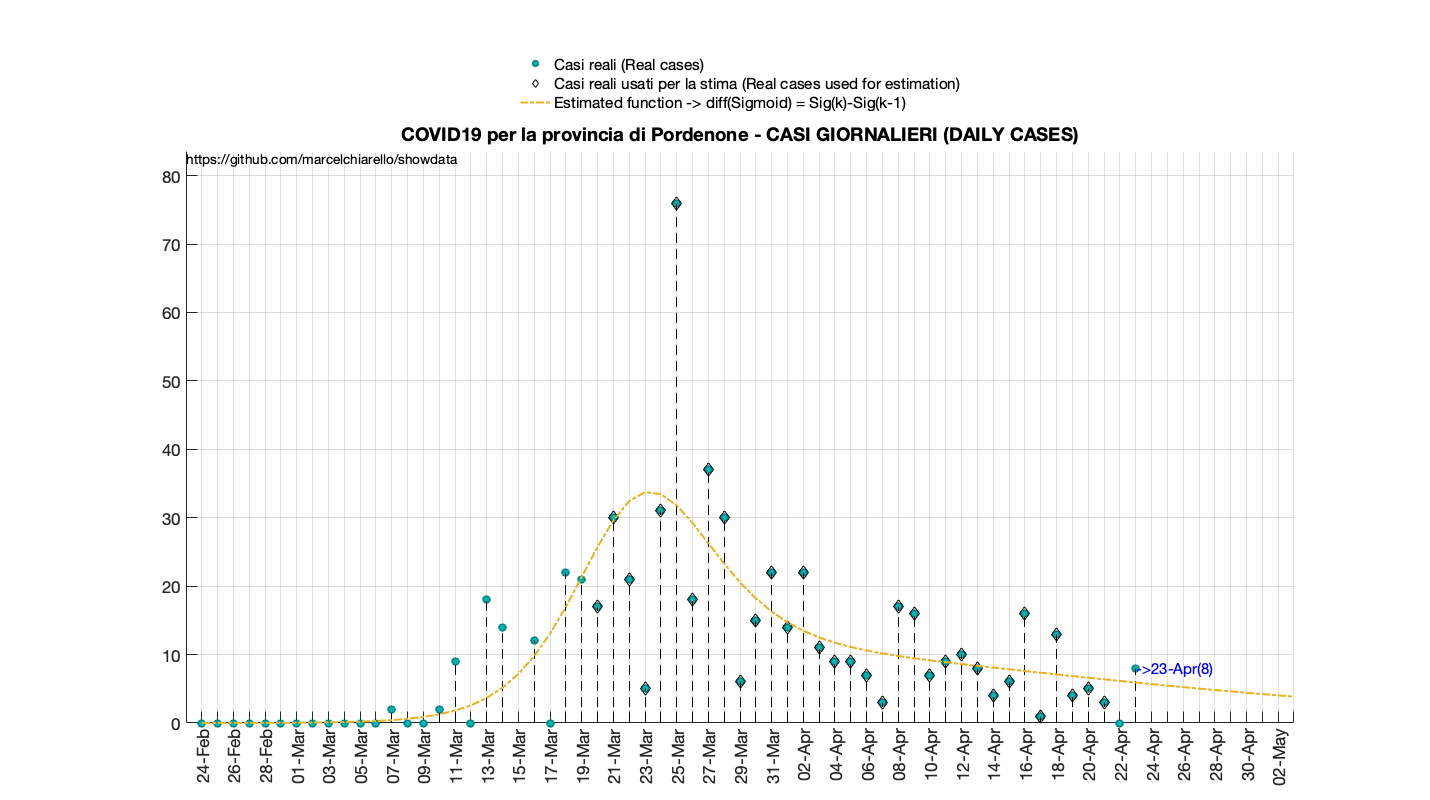 Casi reali (Real cases)
Casi reali usati per la stima (Real cases used for estimation)
Estimated function -> diff(Sigmoid) = Sig(k)-Sig(k-1)
COVID19 per la provincia di Pordenone - CASI GIORNALIERI (DAILY CASES)
https://github.com/marcelchiarello/showdata
80
70
60
50
40
30
20
10
0
->23-Apr(8)
24-Feb
26-Feb
28-Feb
01-Mar
03-Mar
05-Mar
07-Mar
09-Mar
11-Mar
13-Mar
15-Mar
17-Mar
19-Mar
21-Mar
23-Mar
25-Mar
27-Mar
29-Mar
31-Mar
02-Apr
04-Apr
06-Apr
08-Apr
10-Apr
12-Apr
14-Apr
16-Apr
18-Apr
20-Apr
22-Apr
24-Apr
26-Apr
28-Apr
30-Apr
02-May